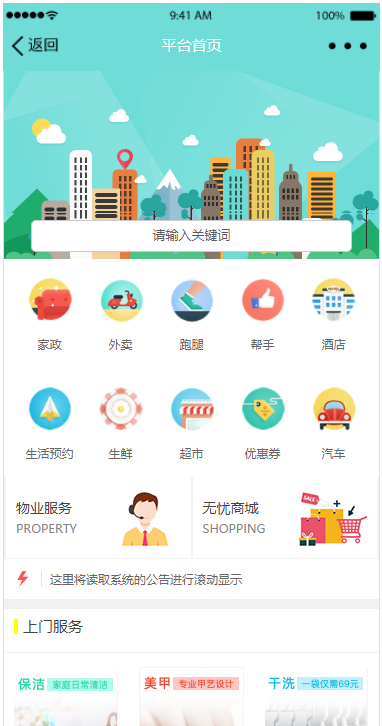 9:41 AM 100%
返回 平台首页
请输入关键词
家政 外卖 跑腿 帮手 酒店
生活预约 生鲜 超市 优惠券 汽车
物业服务 无忧商城
PROPERTY SHOPPING
SALE
这里将读取系统的公告进行滚动显示
上门服务
保洁 家庭日常清洁 美甲 专业甲艺设计 干洗 一袋仅需69元